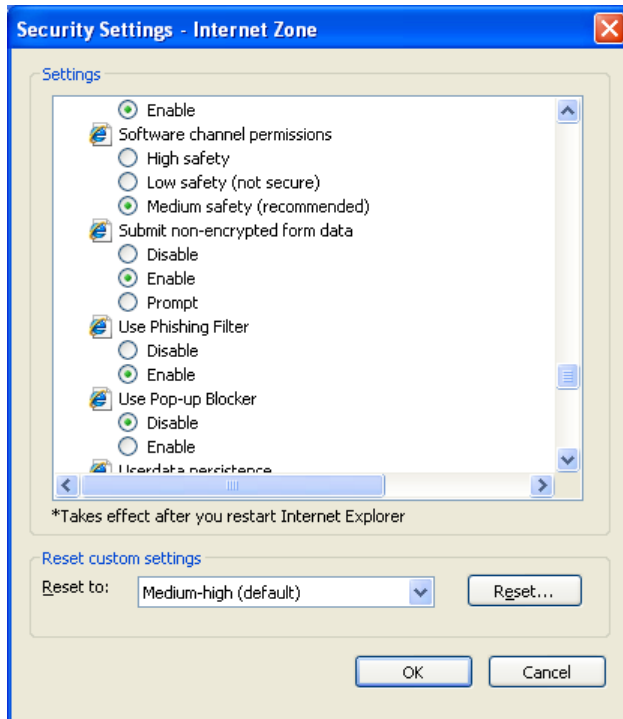 Security Settings - Internet Zone
Settings
Enable
Software channel permissions
High safety
Low safety (not secure)
Medium safety (recommended)
Submit non-encrypted form data
Disable
Enable
Prompt
Use Phishing Filter
Disable
Enable
Use Pop-up Blocker
Disable
Enable
Userdata persistence
*Takes effect after you restart Internet Explorer
Reset custom settings
Reset to: Medium-high (default) Reset...
OK Cancel